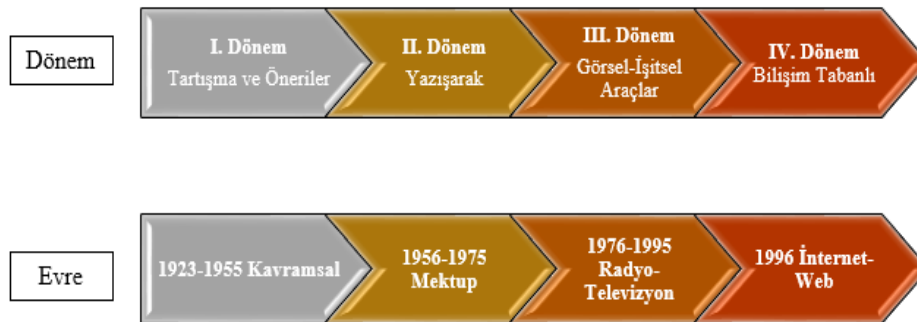 Dönem
I. Dönem
Tartışma ve Öneriler
II. Dönem
Yazışarak
III. Dönem
Görsel-İşitsel
Araçlar
IV. Dönem
Bilişim Tabanlı
Evre
1923-1955 Kavramsal
1956-1975
Mektup
1976-1995
Radyo-
Televizyon
1996 İnternet-
Web